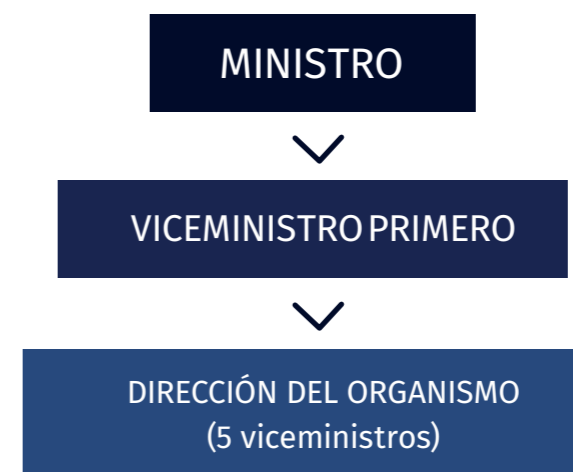 MINISTRO
VICEMINISTRO PRIMERO
DIRECCIÓN DEL ORGANISMO
(5 viceministros)